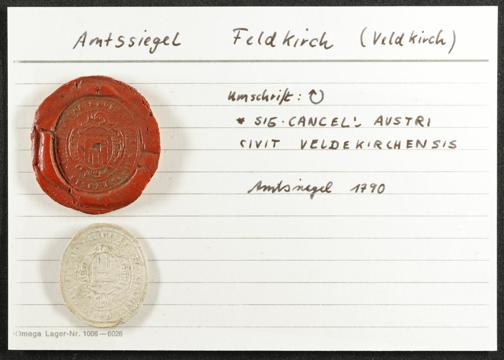 Amtssiegel Feldkirch (Veldkirch)
Umschrift:
* SIG. CANCEL'. AUSTRI
CIVIT VELDEKIRCHENSIS
Amtssiegel 1790
Omega Lager-Nr. 1006—6026